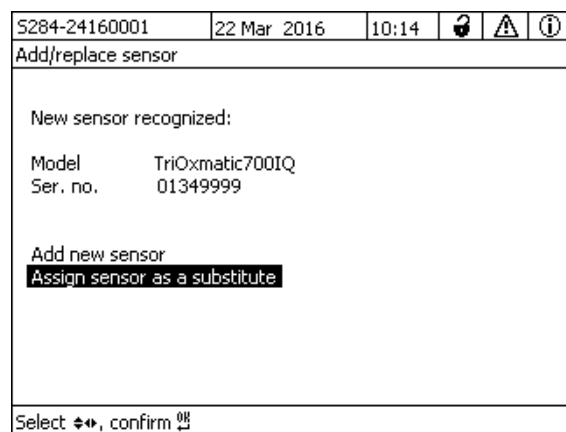 S284-24160001 22 Mar 2016 10:14
Add/replace sensor
New sensor recognized:
Model TriOxmatic700IQ
Ser. no. 01349999
Add new sensor
Assign sensor as a substitute
Select, confirm OK